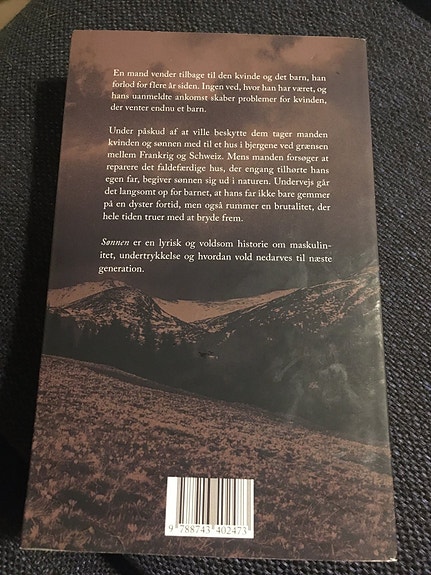 En mand vender tilbage til den kvinde og det barn, han
forlod for flere år siden. Ingen ved, hvor han har været, og
hans uanmeldte ankomst skaber problemer for kvinden,
der venter endnu et barn.
Under påskud af at ville beskytte dem tager manden
kvinden og sønnen med til et hus i bjergene ved grænsen
mellem Frankrig og Schweiz. Mens manden forsøger at
reparere det faldefærdige hus, der engang tilhørte hans
egen far, begiver sønnen sig ud i naturen. Undervejs går
det langsomt op for barnet, at hans far ikke bare gemmer
på en dyster fortid, men også rummer en brutalitet, der
hele tiden truer med at bryde frem.
Sønnen er en lyrisk og voldsom historie om maskulin-
itet, undertrykkelse og hvordan vold nedarves til næste
generation.
9 788743 402473